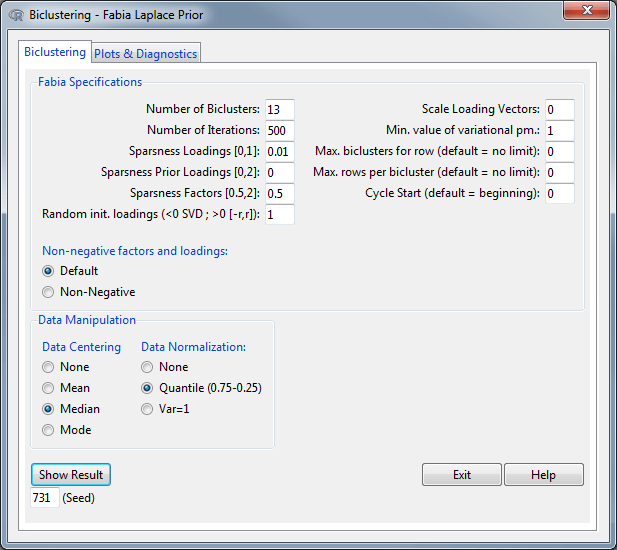 Biclustering - Fabia Laplace Prior
Biclustering Plots & Diagnostics
Fabia Specifications
Number of Biclusters: 13 Scale Loading Vectors: 0
Number of Iterations: 500 Min. value of variational pm.: 1
Sparsness Loadings [0,1]: 0.01 Max. biclusters for row (default = no limit): 0
Sparsness Prior Loadings [0,2]: 0 Max. rows per bicluster (default = no limit): 0
Sparsness Factors [0.5,2]: 0.5 Cycle Start (default = beginning): 0
Random init. loadings (<0 SVD ; >0 [-r,r]): 1
Non-negative factors and loadings:
Default
Non-Negative
Data Manipulation
Data Centering Data Normalization:
None None
Mean Quantile (0.75-0.25)
Median Var=1
Mode
Show Result Exit Help
731 (Seed)